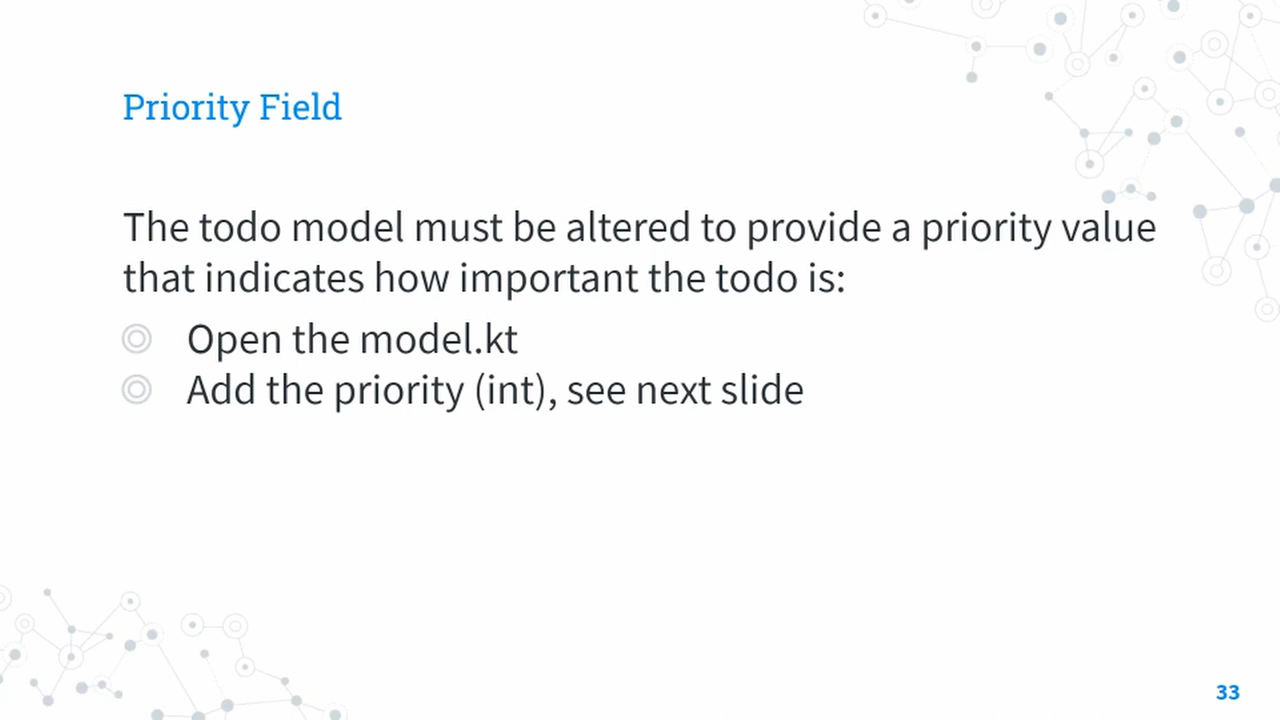 Priority Field
The todo model must be altered to provide a priority value
that indicates how important the todo is:
Open the model.kt
Add the priority (int), see next slide
33